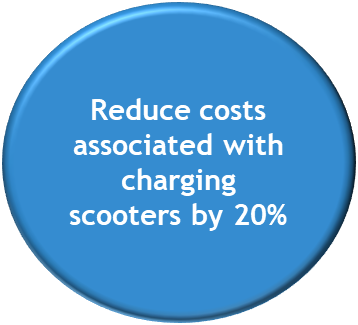 Reduce costs
associated with
charging
scooters by 20%